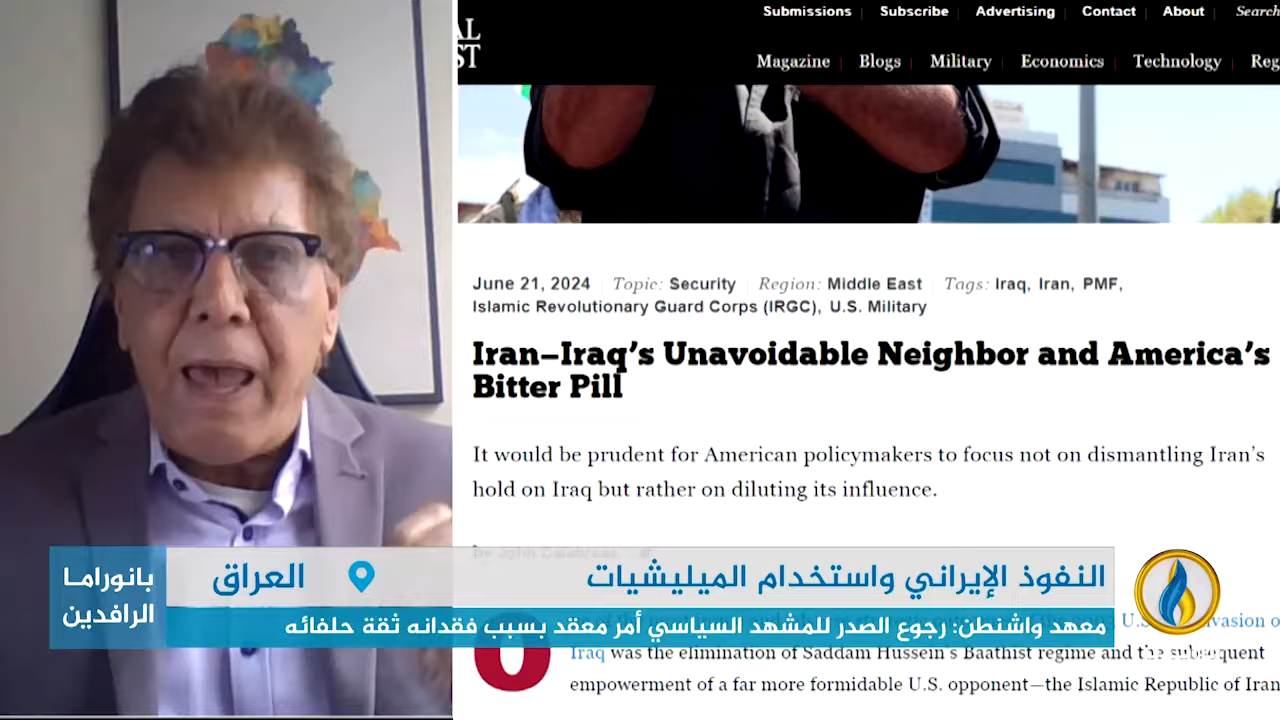 Submissions Subscribe Advertising Contact About Search
AL
ST
Magazine Blogs Military Economics Technology Reg
June 21, 2024 Topic: Security Region: Middle East Tags: Iraq, Iran, PMF,
Islamic Revolutionary Guard Corps (IRGC), U.S. Military
Iran—Iraq's Unavoidable Neighbor and America's
Bitter Pill
It would be prudent for American policymakers to focus not on dismantling Iran's
hold on Iraq but rather on diluting its influence.
by John Calabrese
بانوراما
الرافدين
النفوذ الإيراني واستخدام الميليشيات
العراق
معهد واشنطن: رجوع الصدر للمشهد السياسي أمر معقد بسبب فقدانه ثقة حلفائه
Iraq was the elimination of Saddam Hussein's Baathist regime and the subsequent
empowerment of a far more formidable U.S. opponent—the Islamic Republic of Iran